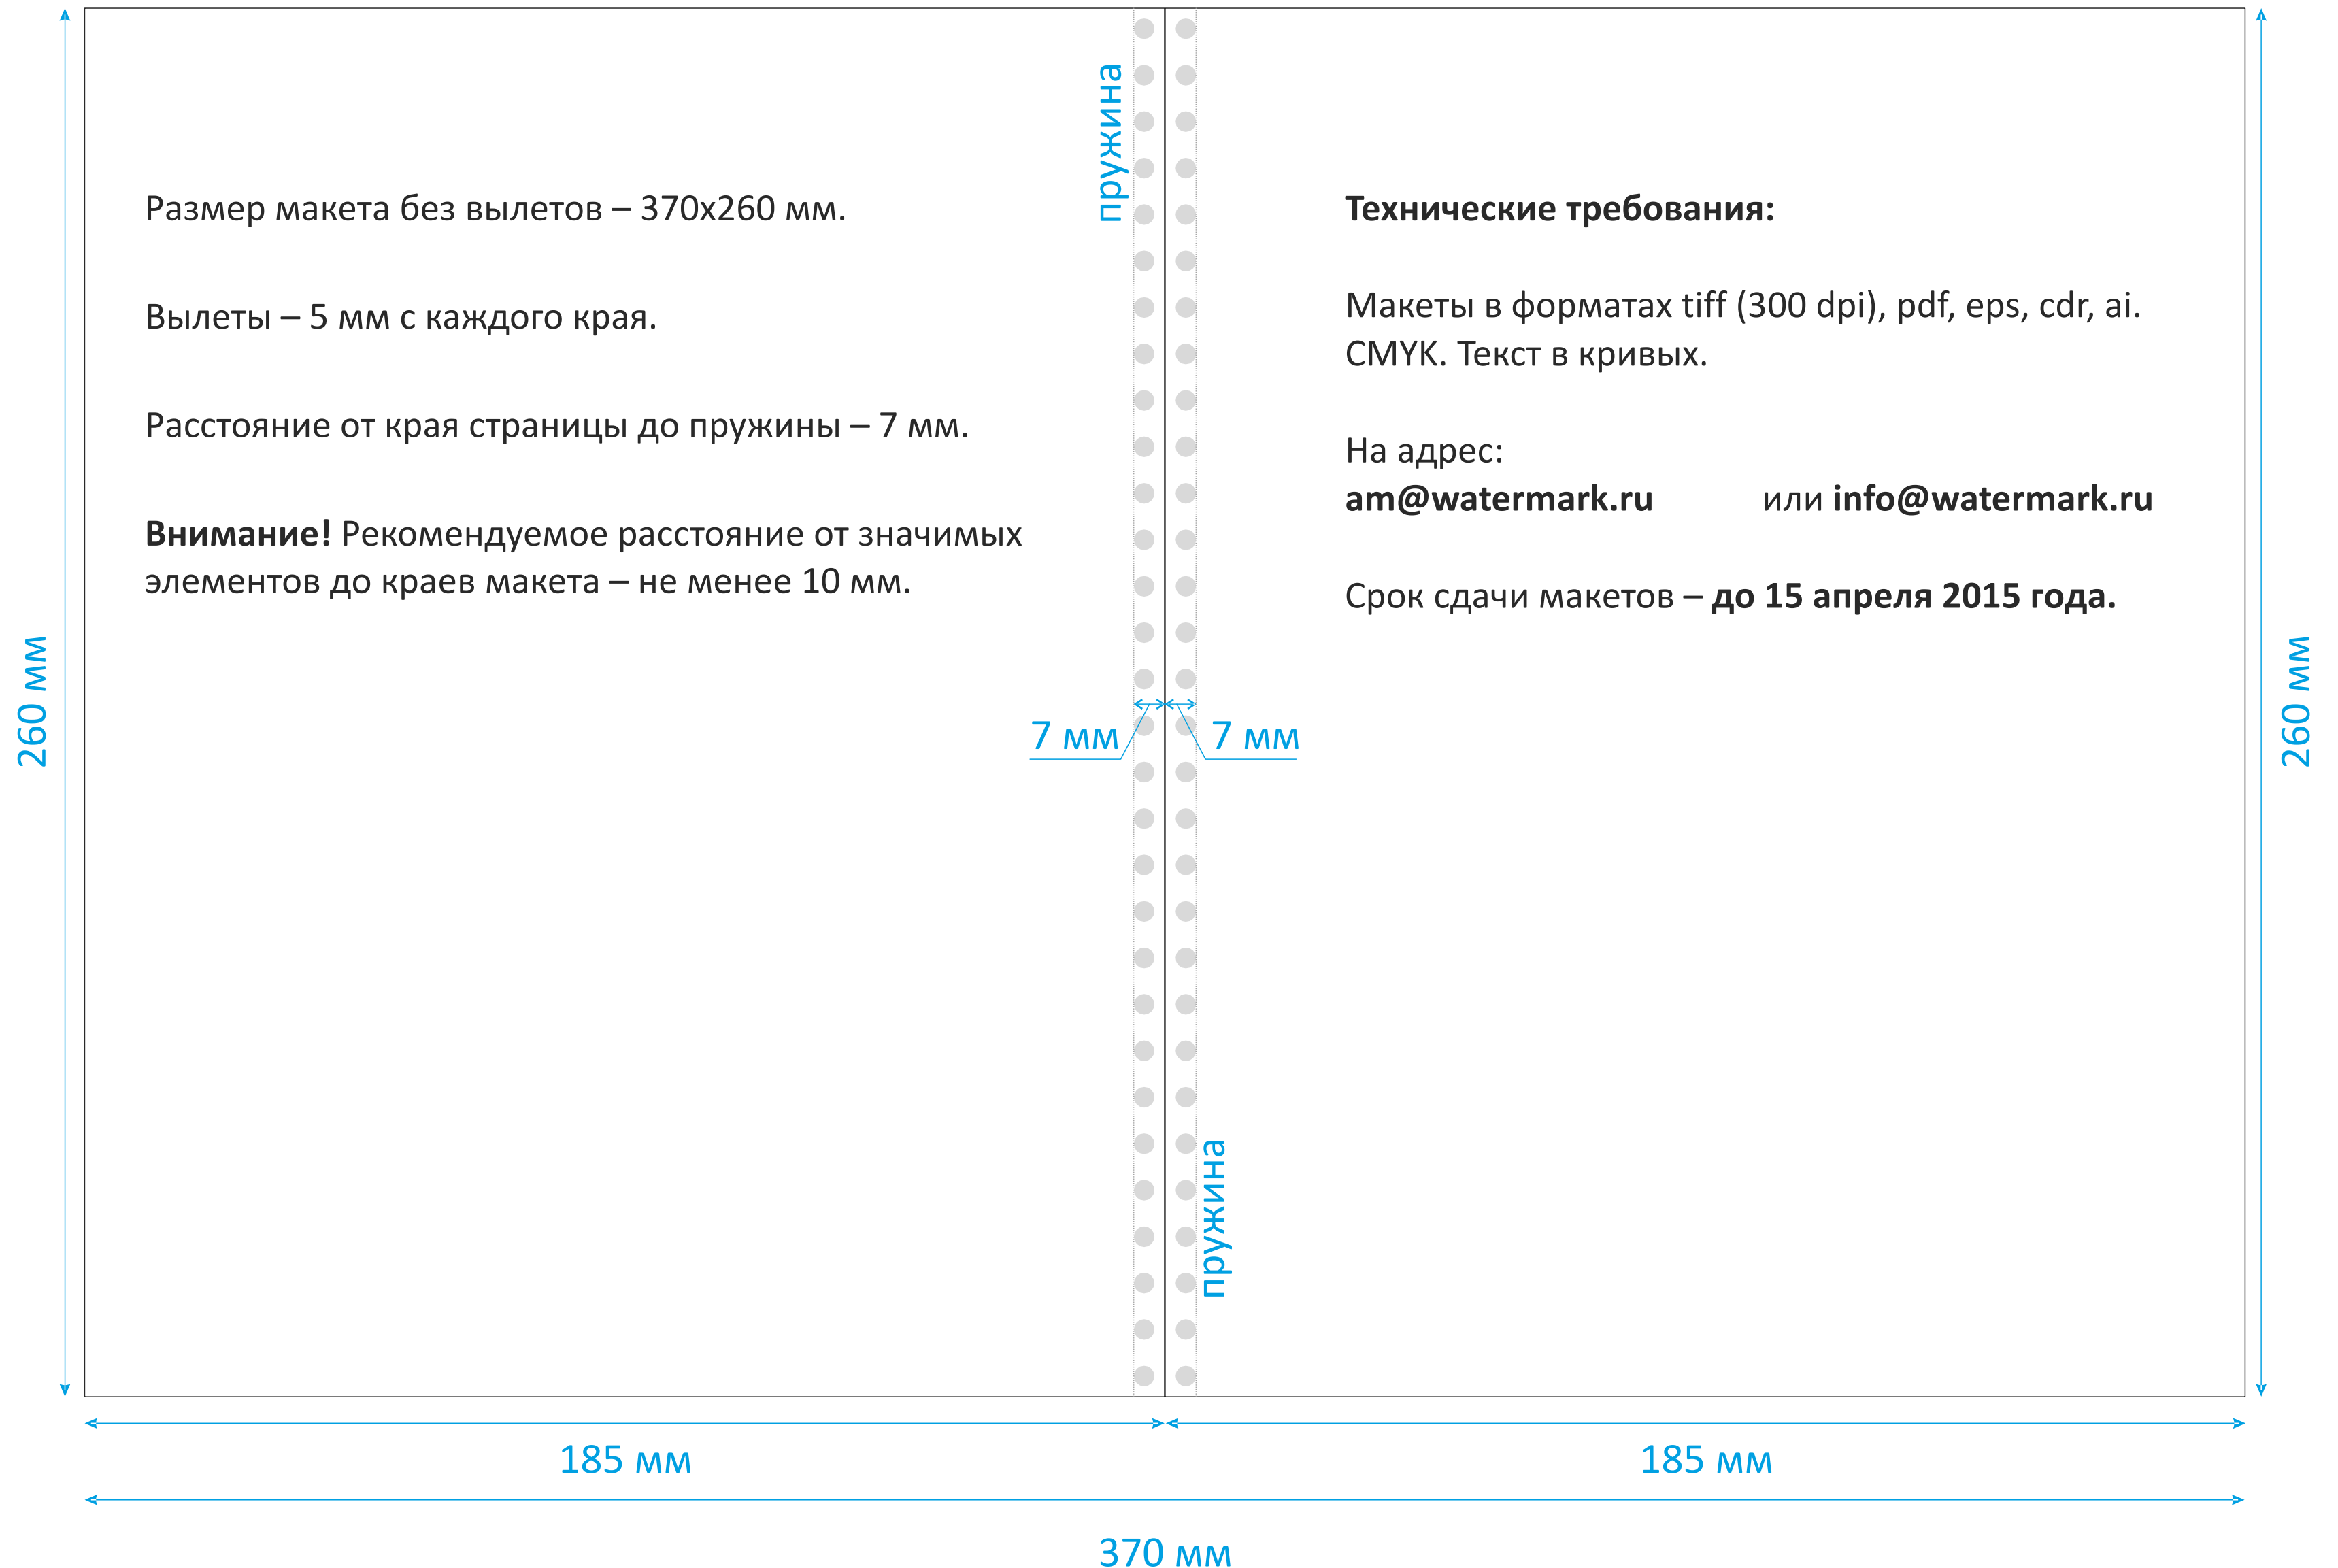 пружина
Размер макета без вылетов – 370х260 мм.
Вылеты – 5 мм с каждого края.
Расстояние от края страницы до пружины – 7 мм.
Внимание! Рекомендуемое расстояние от значимых
элементов до краев макета – не менее 10 мм.
Технические требования:
Макеты в форматах tiff (300 dpi), pdf, eps, cdr, ai.
CMYK. Текст в кривых.
На адрес:
am@watermark.ru или info@watermark.ru
Срок сдачи макетов – до 15 апреля 2015 года.
260 мм
7 мм
7 мм
260 мм
пружина
185 мм
185 мм
370 мм